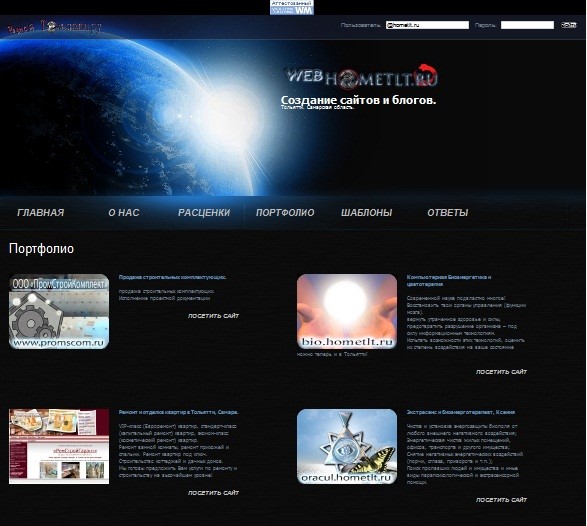 Аттестованный
WM
Пользователь:
@hometlt.ru
Пароль:
WEBHOMETLT.RU
Создание сайтов и блогов.
Тольятти. Самарская область.
ГЛАВНАЯ
О НАС
РАСЦЕНКИ
ПОРТФОЛИО
ШАБЛОНЫ
ОТВЕТЫ
Портфолио
ООО «ПромСтройКомплект»
www.promscom.ru
Продажа строительных комплектующих.
продажа строительных комплектующих.
Исполнение проектной документации
ПОСЕТИТЬ САЙТ
bio.hometlt.ru
Компьютерная Биоэнергетика и
цветотерапия
Современной науке подвластно многое!
Восстановить свои органы управления (функции
мозга).
вернуть утраченное здоровье и силы,
предотвратить разрушение организма – под
силу информационным технологиям.
Испытать возможности этих технологий, оценить
их степень воздействия на ваше состояние
можно теперь и в Тольятти!
ПОСЕТИТЬ САЙТ
«РемСтройГарант»
Ремонт и отделка квартир в Тольятти, Самаре.
VIP-класс (Евроремонт) квартир, стандарт-класс
(капитальный ремонт) квартир, эконом-класс
(косметический ремонт) квартир.
Ремонт ванной комнаты, ремонт прихожей и
спальни. Ремонт квартир под ключ.
Строительство коттеджей и дачных домов.
Мы готовы предложить Вам услуги по ремонту и
строительству на высочайшем уровне!
ПОСЕТИТЬ САЙТ
oracul.hometlt.ru
Экстрасенс и биоэнерготерапевт, Ксения
Чистка и установка энергозащиты биополя от
любого внешнего негативного воздействия;
Энергетическая чистка жилых помещений,
офисов, транспорта и другого имущества;
Снятие негативных энергетических воздействий
(порчи, сглаза, приворота и т.п.);
Поиск пропавших людей и имущества и иные
виды парапсихологической и экстрасенсорной
помощи.
ПОСЕТИТЬ САЙТ